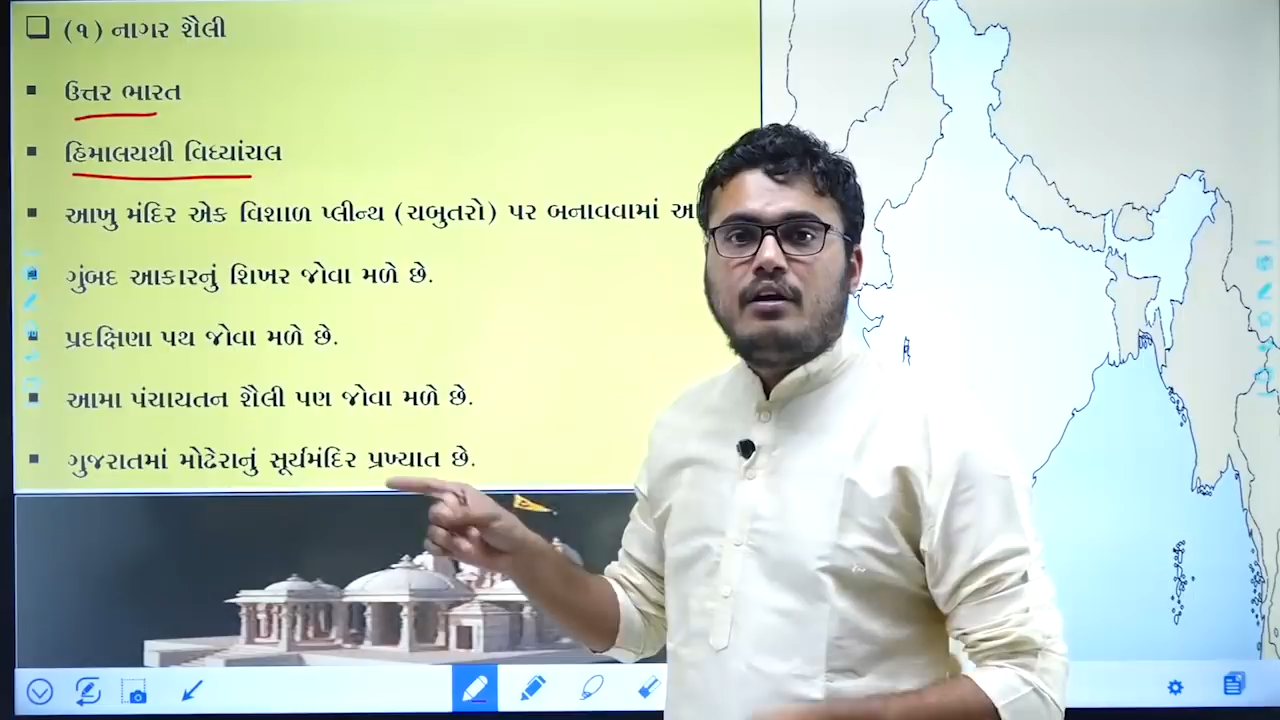 (૧) નાગર શૈલી
ઉત્તર ભારત
હિમાલયથી વિધ્યાંચલ
આખુ મંદિર એક વિશાળ પ્લીન્થ (ચબુતરો) પર બનાવવામાં આ
ગુંબદ આકારનું શિખર જોવા મળે છે.
પ્રદક્ષિણા પથ જોવા મળે છે.
આમા પંચાયતન શૈલી પણ જોવા મળે છે.
ગુજરાતમાં મોઢેરાનું સૂર્યમંદિર પ્રખ્યાત છે.